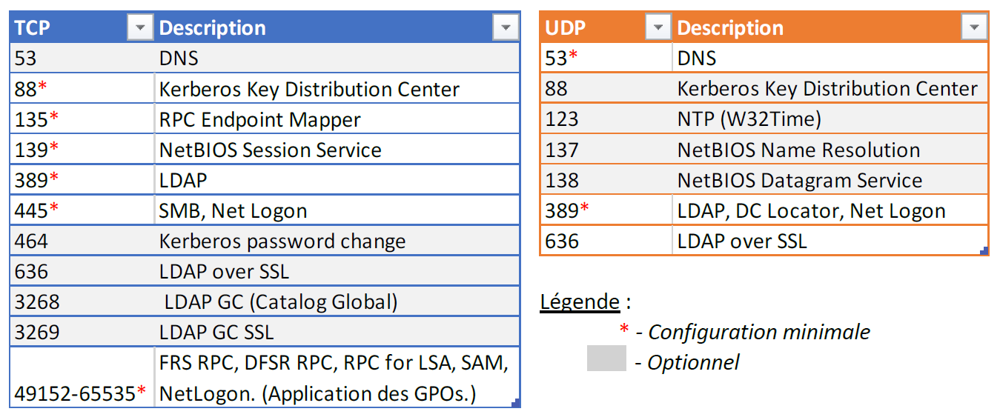 TCP Description
53 DNS
88* Kerberos Key Distribution Center
135* RPC Endpoint Mapper
139* NetBIOS Session Service
389* LDAP
445* SMB, Net Logon
464 Kerberos password change
636 LDAP over SSL
3268 LDAP GC (Catalog Global)
3269 LDAP GC SSL
FRS RPC, DFSR RPC, RPC for LSA, SAM,
49152-65535* NetLogon. (Application des GPOs.)
UDP Description
53* DNS
88 Kerberos Key Distribution Center
123 NTP (W32Time)
137 NetBIOS Name Resolution
138 NetBIOS Datagram Service
389* LDAP, DC Locator, Net Logon
636 LDAP over SSL
Légende :
* - Configuration minimale
- Optionnel